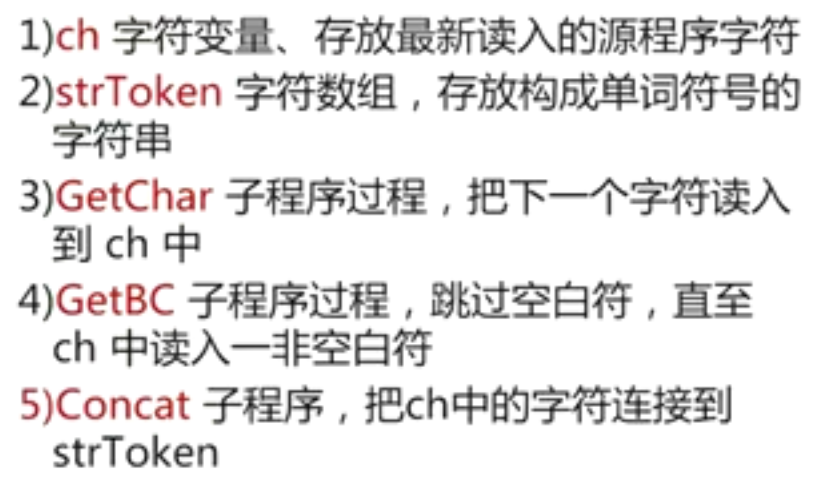 1)ch 字符变量、存放最新读入的源程序字符
2)strToken 字符数组，存放构成单词符号的
字符串
3)GetChar 子程序过程，把下一个字符读入
到 ch 中
4)GetBC 子程序过程，跳过空白符，直至
ch 中读入一非空白符
5)Concat 子程序，把ch中的字符连接到
strToken